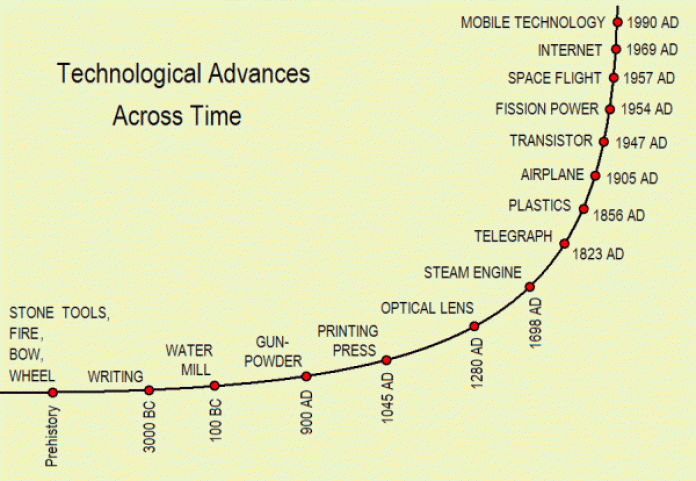 Technological Advances
Across Time
STONE TOOLS,
FIRE,
BOW,
WHEEL
Prehistory
WRITING
3000 BC
WATER
MILL
100 BC
GUN-
POWDER
900 AD
PRINTING
PRESS
1045 AD
OPTICAL LENS
1280 AD
STEAM ENGINE
1698 AD
TELEGRAPH
1823 AD
PLASTICS
1856 AD
AIRPLANE
1905 AD
TRANSISTOR
1947 AD
FISSION POWER
1954 AD
SPACE FLIGHT
1957 AD
INTERNET
1969 AD
MOBILE TECHNOLOGY
1990 AD